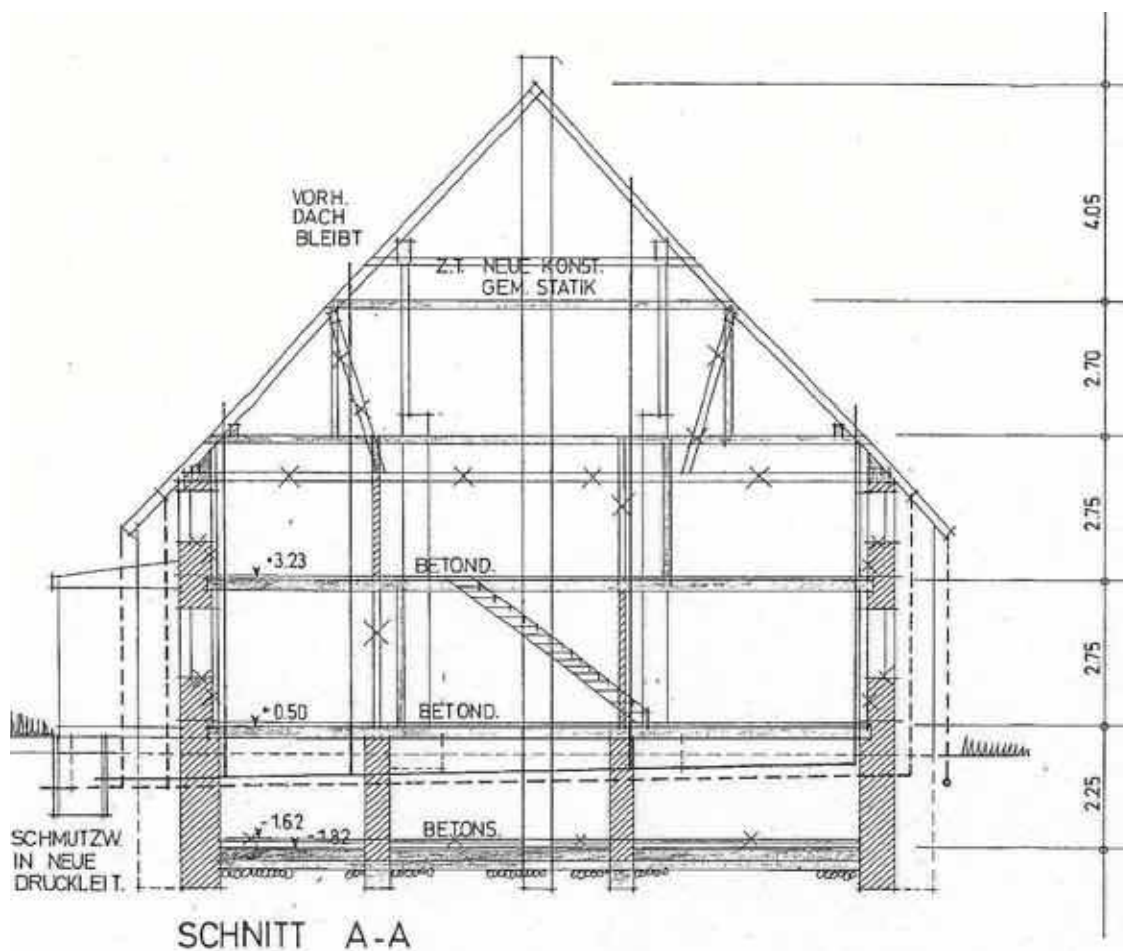 VORH.
DACH
BLEIBT
4.05
Z.T. NEUE KONST.
GEM. STATIK
2.70
2.75
+3.23
BETOND.
2.75
+0.50
BETOND.
2.25
-1.62
-1.82
BETONS.
SCHMUTZW.
IN NEUE
DRUCKLEIT.
SCHNITT A-A